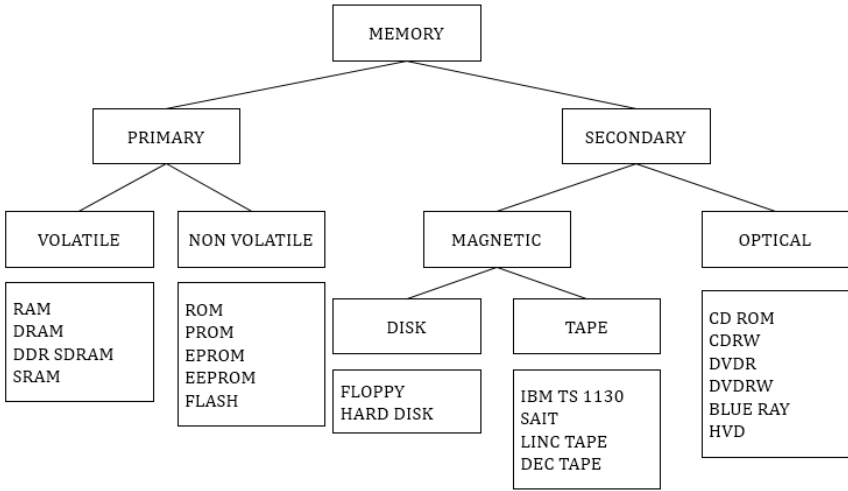 MEMORY
PRIMARY
SECONDARY
VOLATILE
NON VOLATILE
MAGNETIC
OPTICAL
RAM
DRAM
DDR SDRAM
SRAM
ROM
PROM
EPROM
EEPROM
FLASH
DISK
TAPE
FLOPPY
HARD DISK
IBM TS 1130
SAIT
LINC TAPE
DEC TAPE
CD ROM
CDRW
DVDR
DVDRW
BLUE RAY
HVD